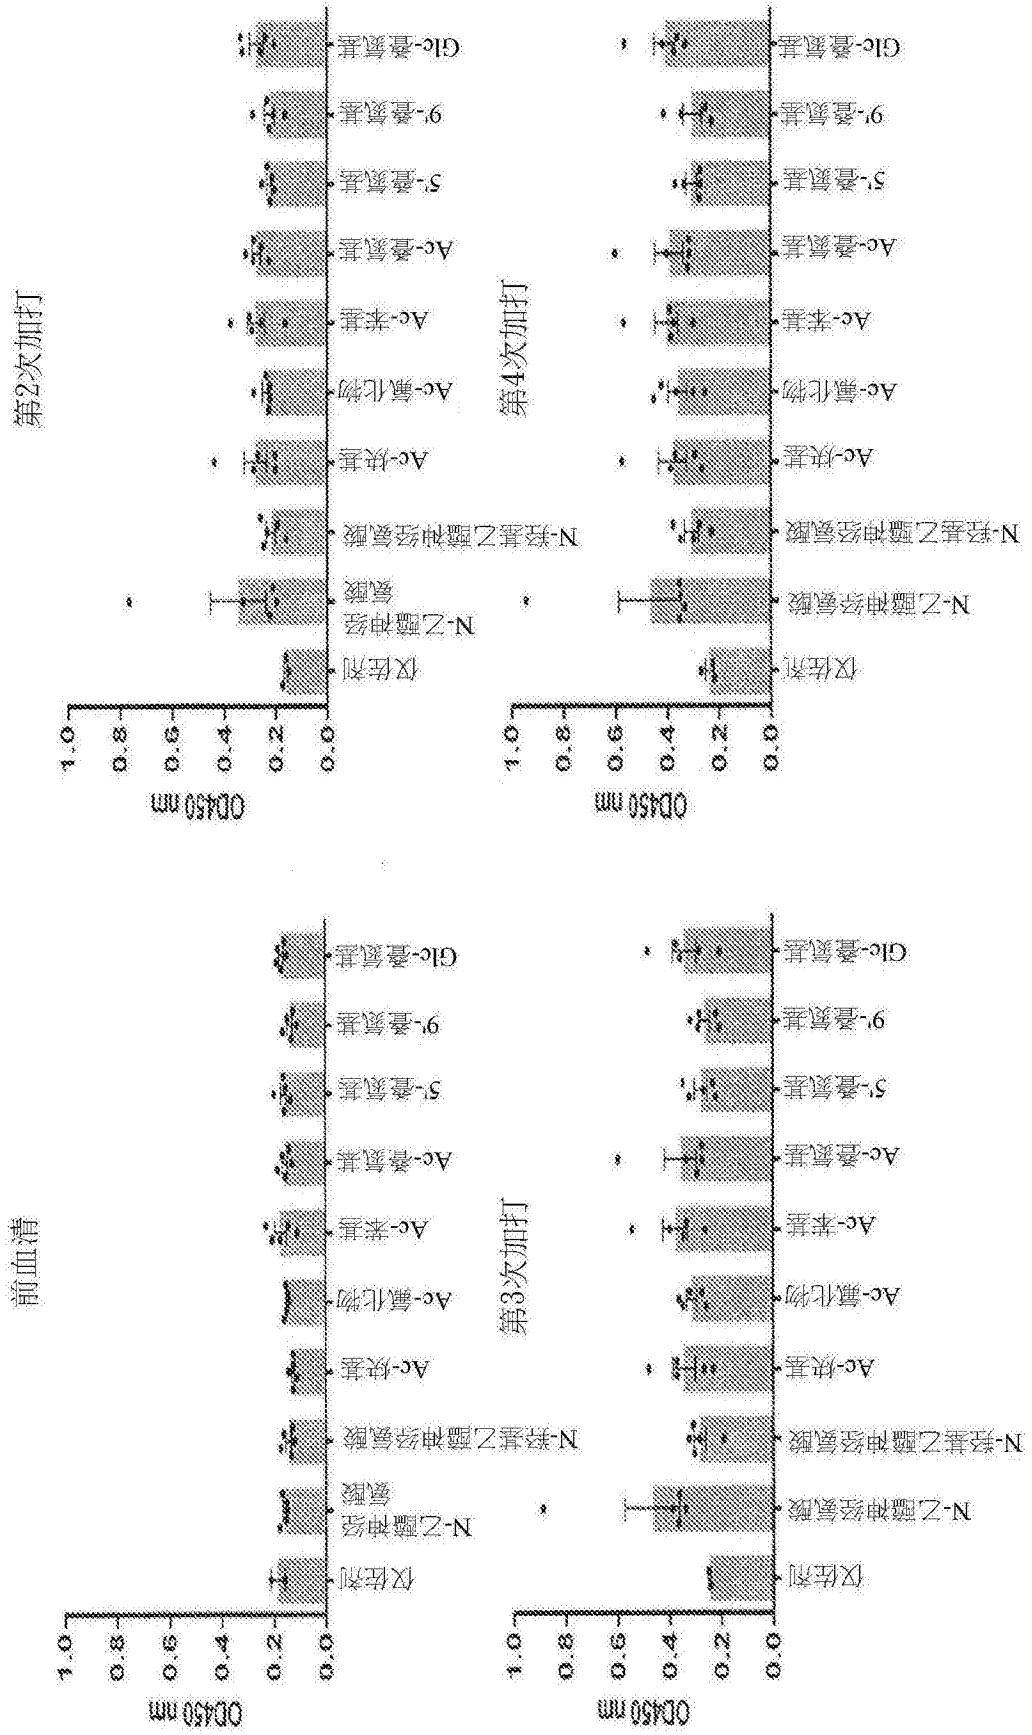 前血清
OD450 nm
1.0
0.8
0.6
0.4
0.2
0.0
仅佐剂
N-乙醯神经
氨酸
N-羟基乙醯神经氨酸
Ac-炔基
Ac-氟化物
Ac-苯基
Ac-叠氮基
5'-叠氮基
9'-叠氮基
Glc-叠氮基
第2次加打
OD450 nm
1.0
0.8
0.6
0.4
0.2
0.0
仅佐剂
N-乙醯神经
氨酸
N-羟基乙醯神经氨酸
Ac-炔基
Ac-氟化物
Ac-苯基
Ac-叠氮基
5'-叠氮基
9'-叠氮基
Glc-叠氮基
第3次加打
OD450 nm
1.0
0.8
0.6
0.4
0.2
0.0
仅佐剂
N-乙醯神经氨酸
N-羟基乙醯神经氨酸
Ac-炔基
Ac-氟化物
Ac-苯基
Ac-叠氮基
5'-叠氮基
9'-叠氮基
Glc-叠氮基
第4次加打
OD450 nm
1.0
0.8
0.6
0.4
0.2
0.0
仅佐剂
N-乙醯神经氨酸
N-羟基乙醯神经氨酸
Ac-炔基
Ac-氟化物
Ac-苯基
Ac-叠氮基
5'-叠氮基
9'-叠氮基
Glc-叠氮基